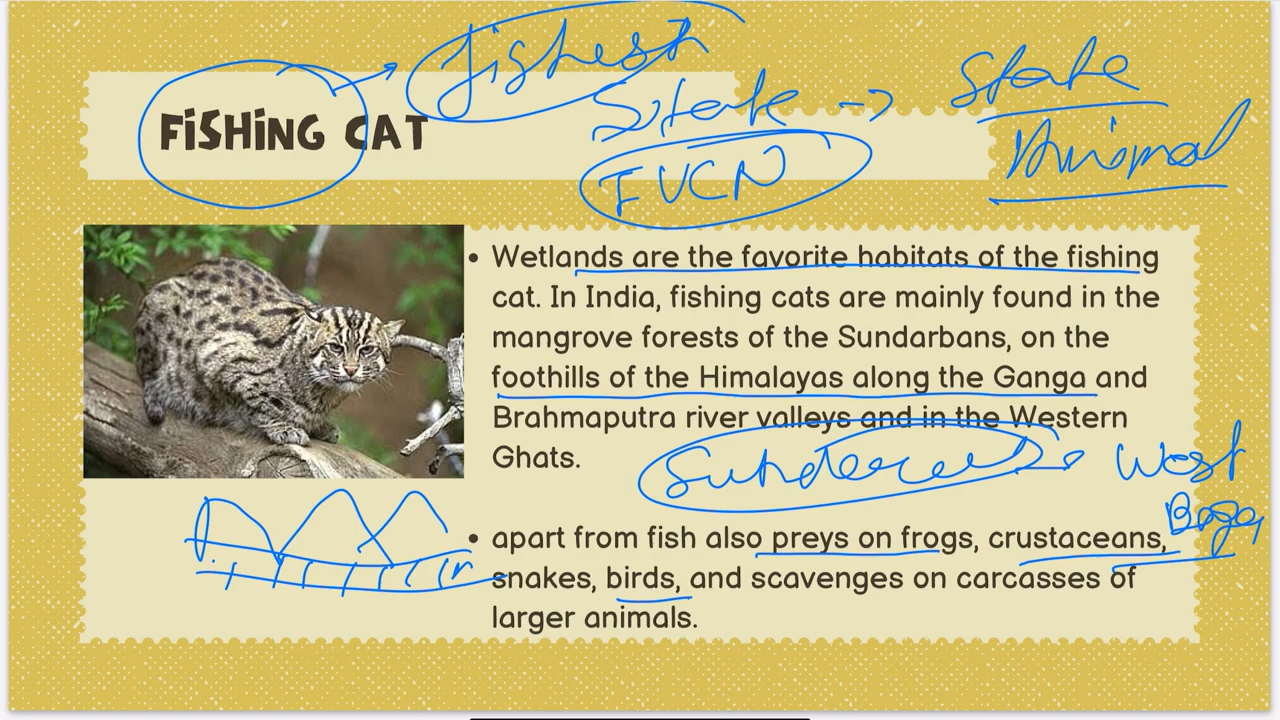 Fishest
State -> State
FiSHiNG CAT
Animal
IUCN
• Wetlands are the favorite habitats of the fishing
cat. In India, fishing cats are mainly found in the
mangrove forests of the Sundarbans, on the
foothills of the Himalayas along the Ganga and
Brahmaputra river valleys and in the Western
Ghats.
West
• apart from fish also preys on frogs, crustaceans,
snakes, birds, and scavenges on carcasses of
larger animals.